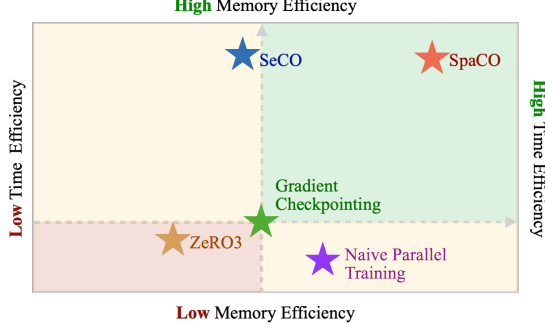 High Memory Efficiency
SeCO
SpaCO
Low Time Efficiency
High Time Efficiency
Gradient
Checkpointing
ZeRO3
Naive Parallel
Training
Low Memory Efficiency